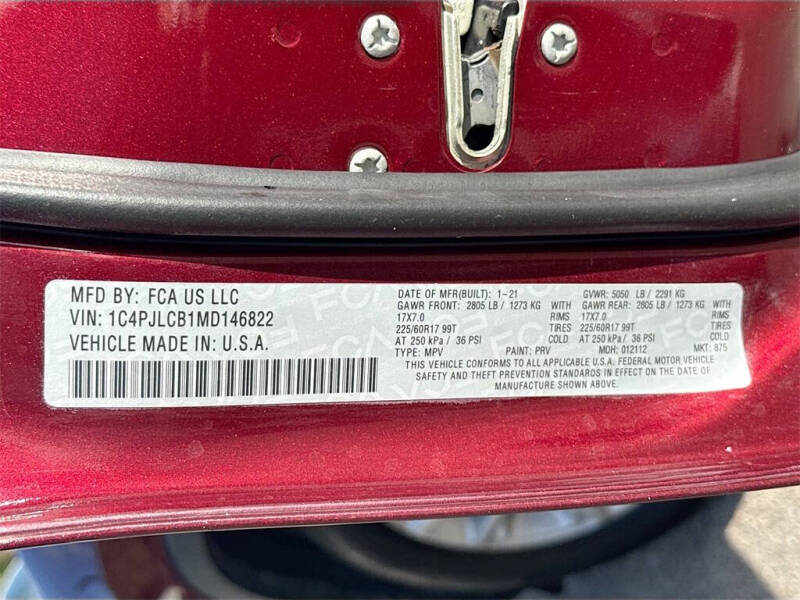 MFD BY: FCA US LLC
VIN: 1C4PJLCB1MD146822
VEHICLE MADE IN: U.S.A.
DATE OF MFR(BUILT): 1-21 GVWR: 5050 LB / 2291 KG
GAWR FRONT: 2805 LB / 1273 KG WITH GAWR REAR: 2805 LB / 1273 KG WITH
17X7.0 RIMS 17X7.0 RIMS
225/60R17 99T 225/60R17 99T
AT 250 kPa / 36 PSI COLD AT 250 kPa / 36 PSI COLD
TYPE: MPV PAINT: PRV MDH: 012112 MKT: 875
THIS VEHICLE CONFORMS TO ALL APPLICABLE U.S.A. FEDERAL MOTOR VEHICLE
SAFETY AND THEFT PREVENTION STANDARDS IN EFFECT ON THE DATE OF
MANUFACTURE SHOWN ABOVE.